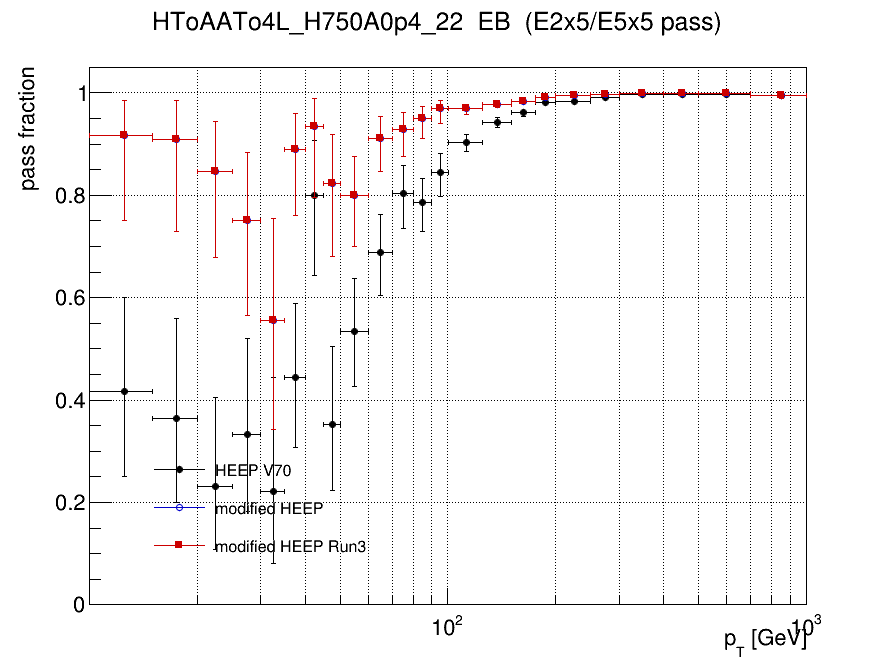 HToAATo4L_H750A0p4_22 EB (E2x5/E5x5 pass)
pass fraction
1
0.8
0.6
0.4
0.2
0
HEEP V70
modified HEEP
modified HEEP Run3
10²
10³
p_T [GeV]